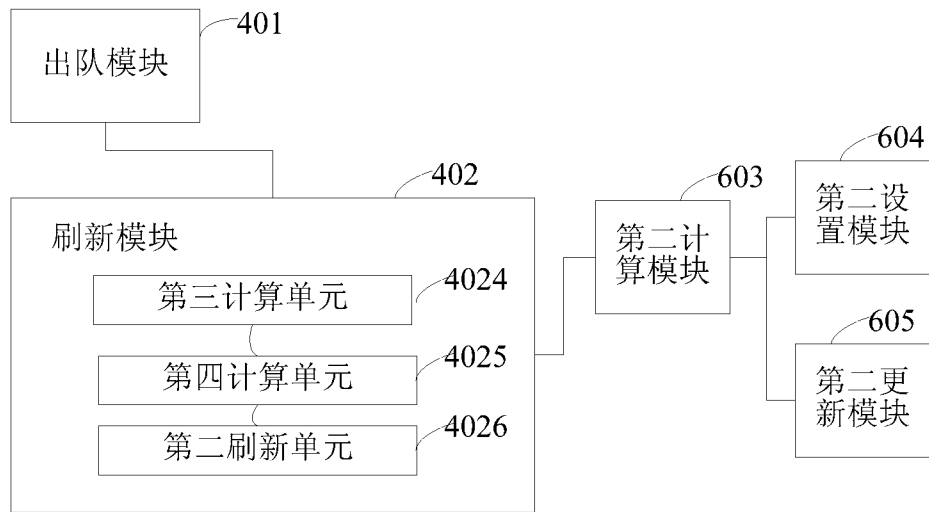 401
出队模块
402
刷新模块
第三计算单元
4024
第四计算单元
4025
第二刷新单元
4026
603
第二计
算模块
604
第二设
置模块
605
第二更
新模块